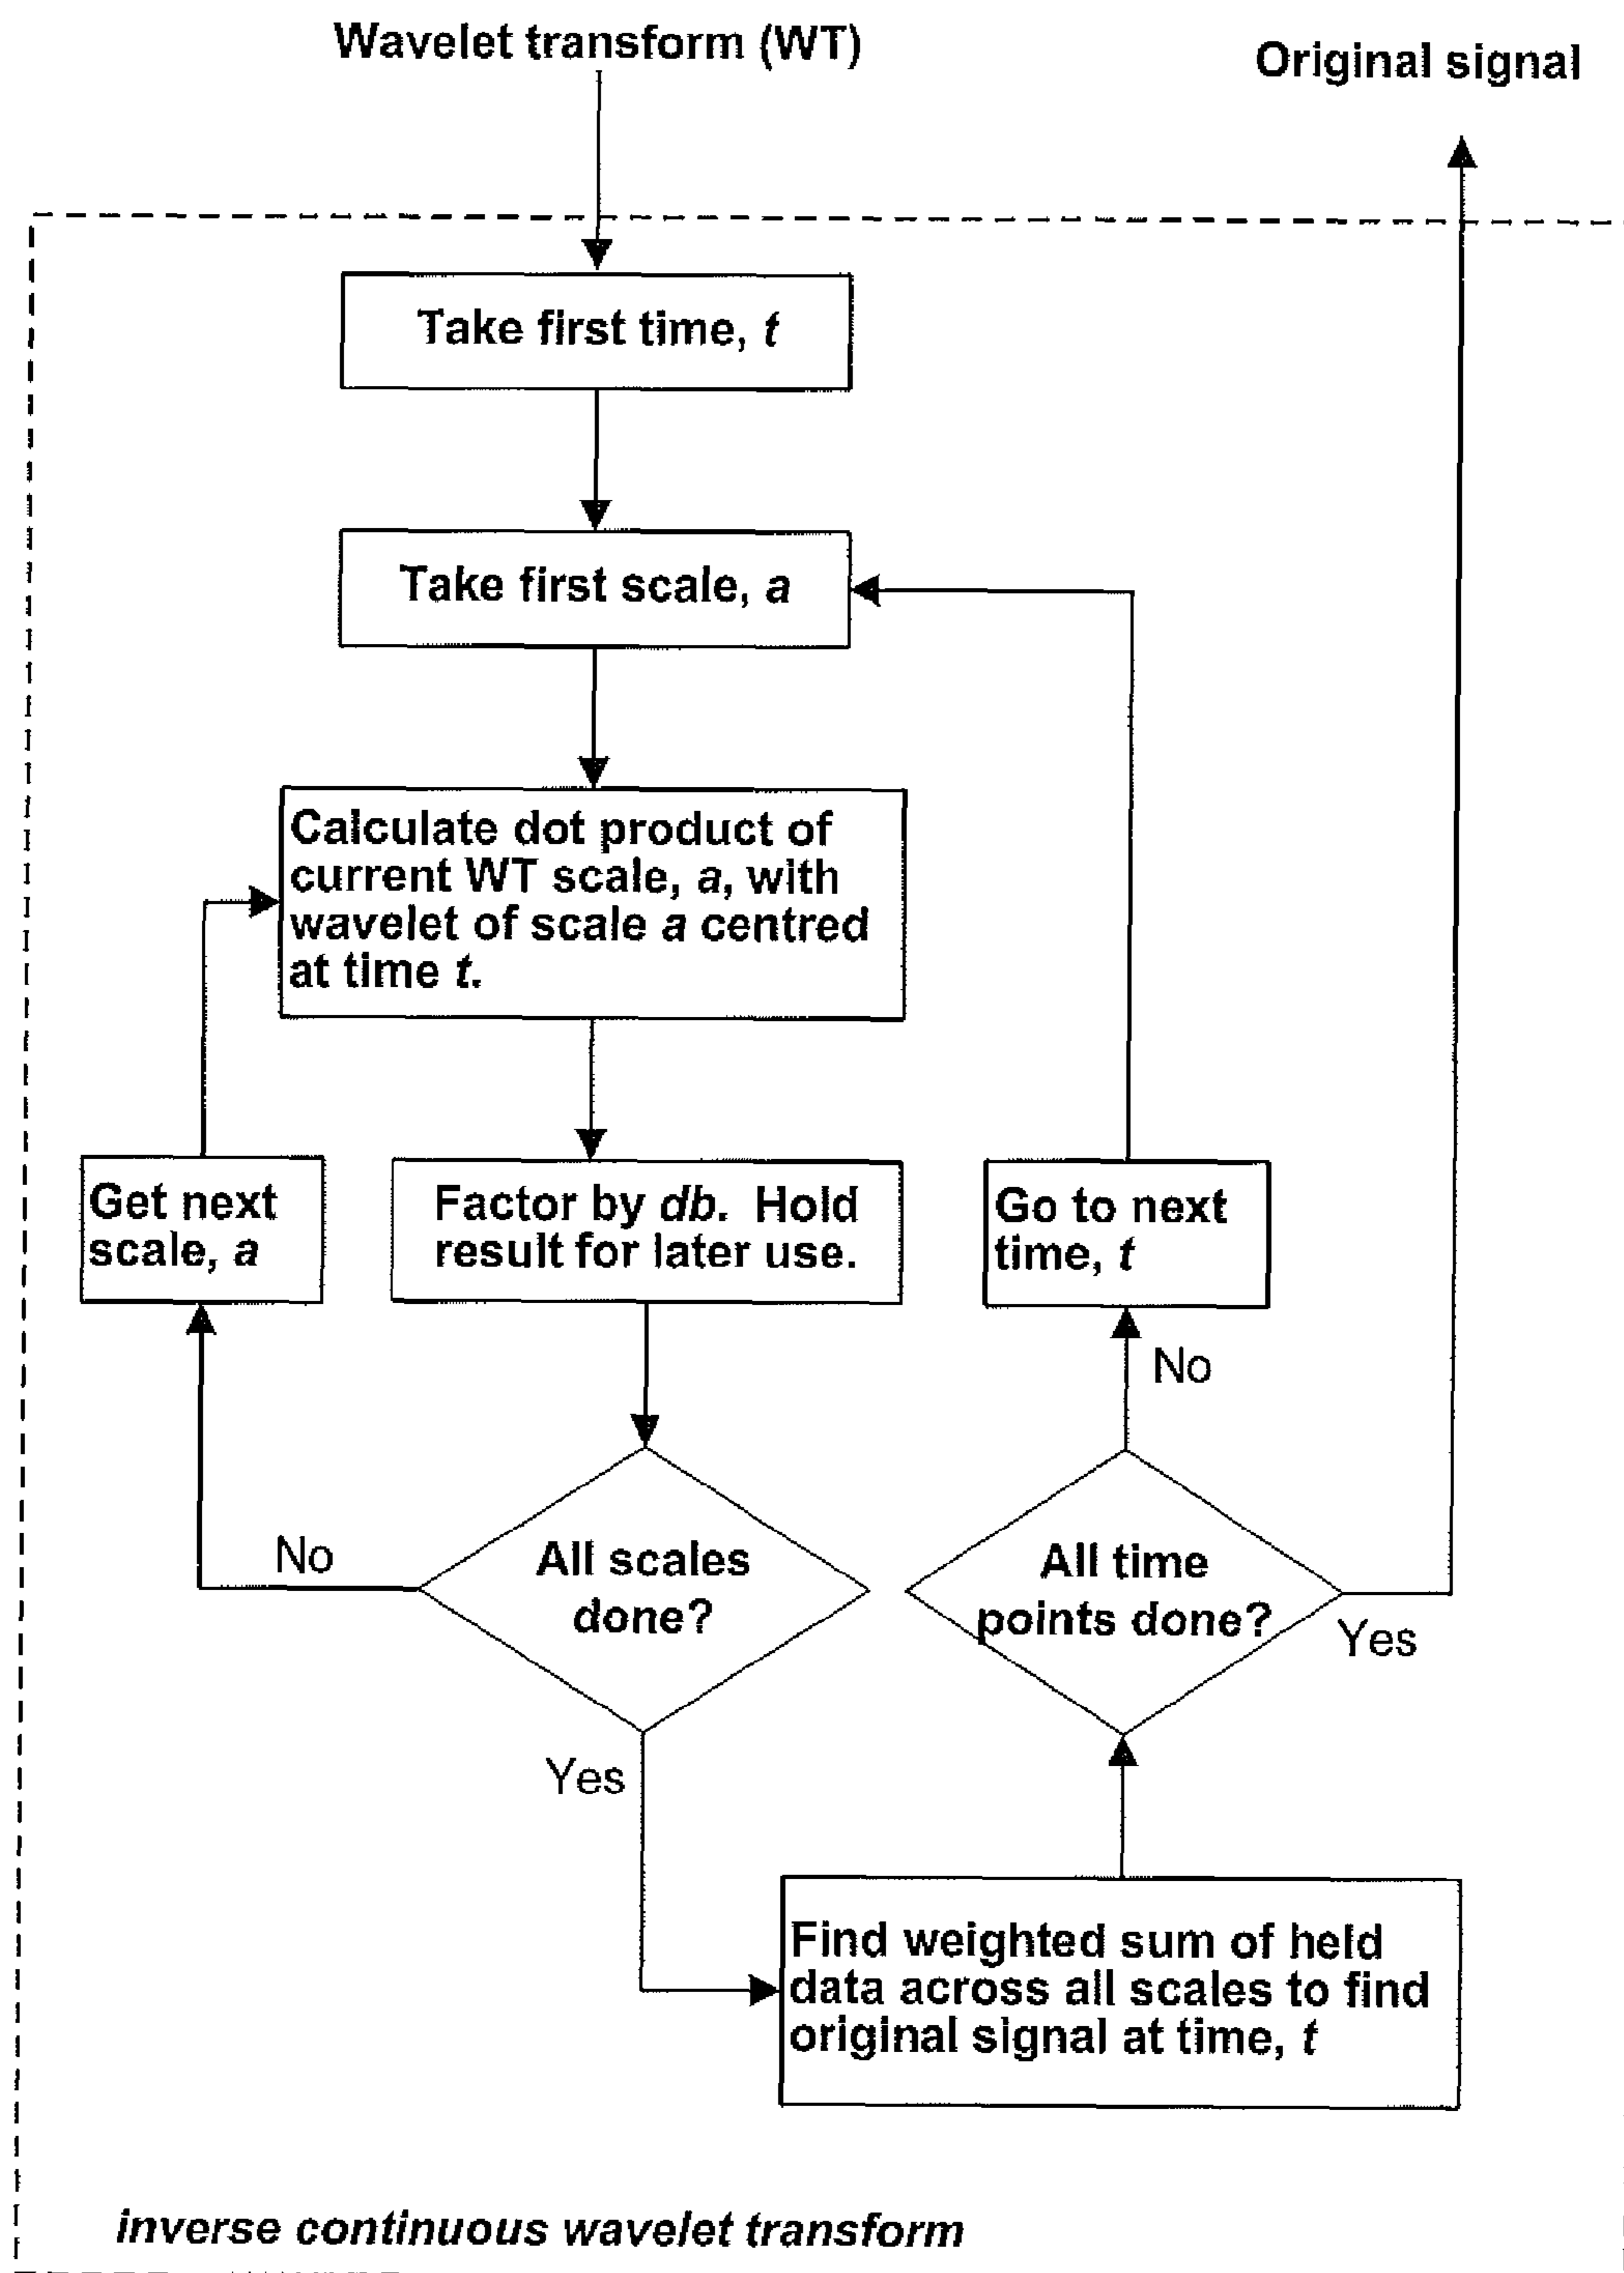 Wavelet transform (WT)
Original signal
Take first time, t
Take first scale, a
Calculate dot product of
current WT scale, a, with
wavelet of scale a centred
at time t.
Get next
scale, a
Factor by db. Hold
result for later use.
Go to next
time, t
No
No
All scales
done?
All time
points done?
Yes
Yes
Find weighted sum of held
data across all scales to find
original signal at time, t
inverse continuous wavelet transform